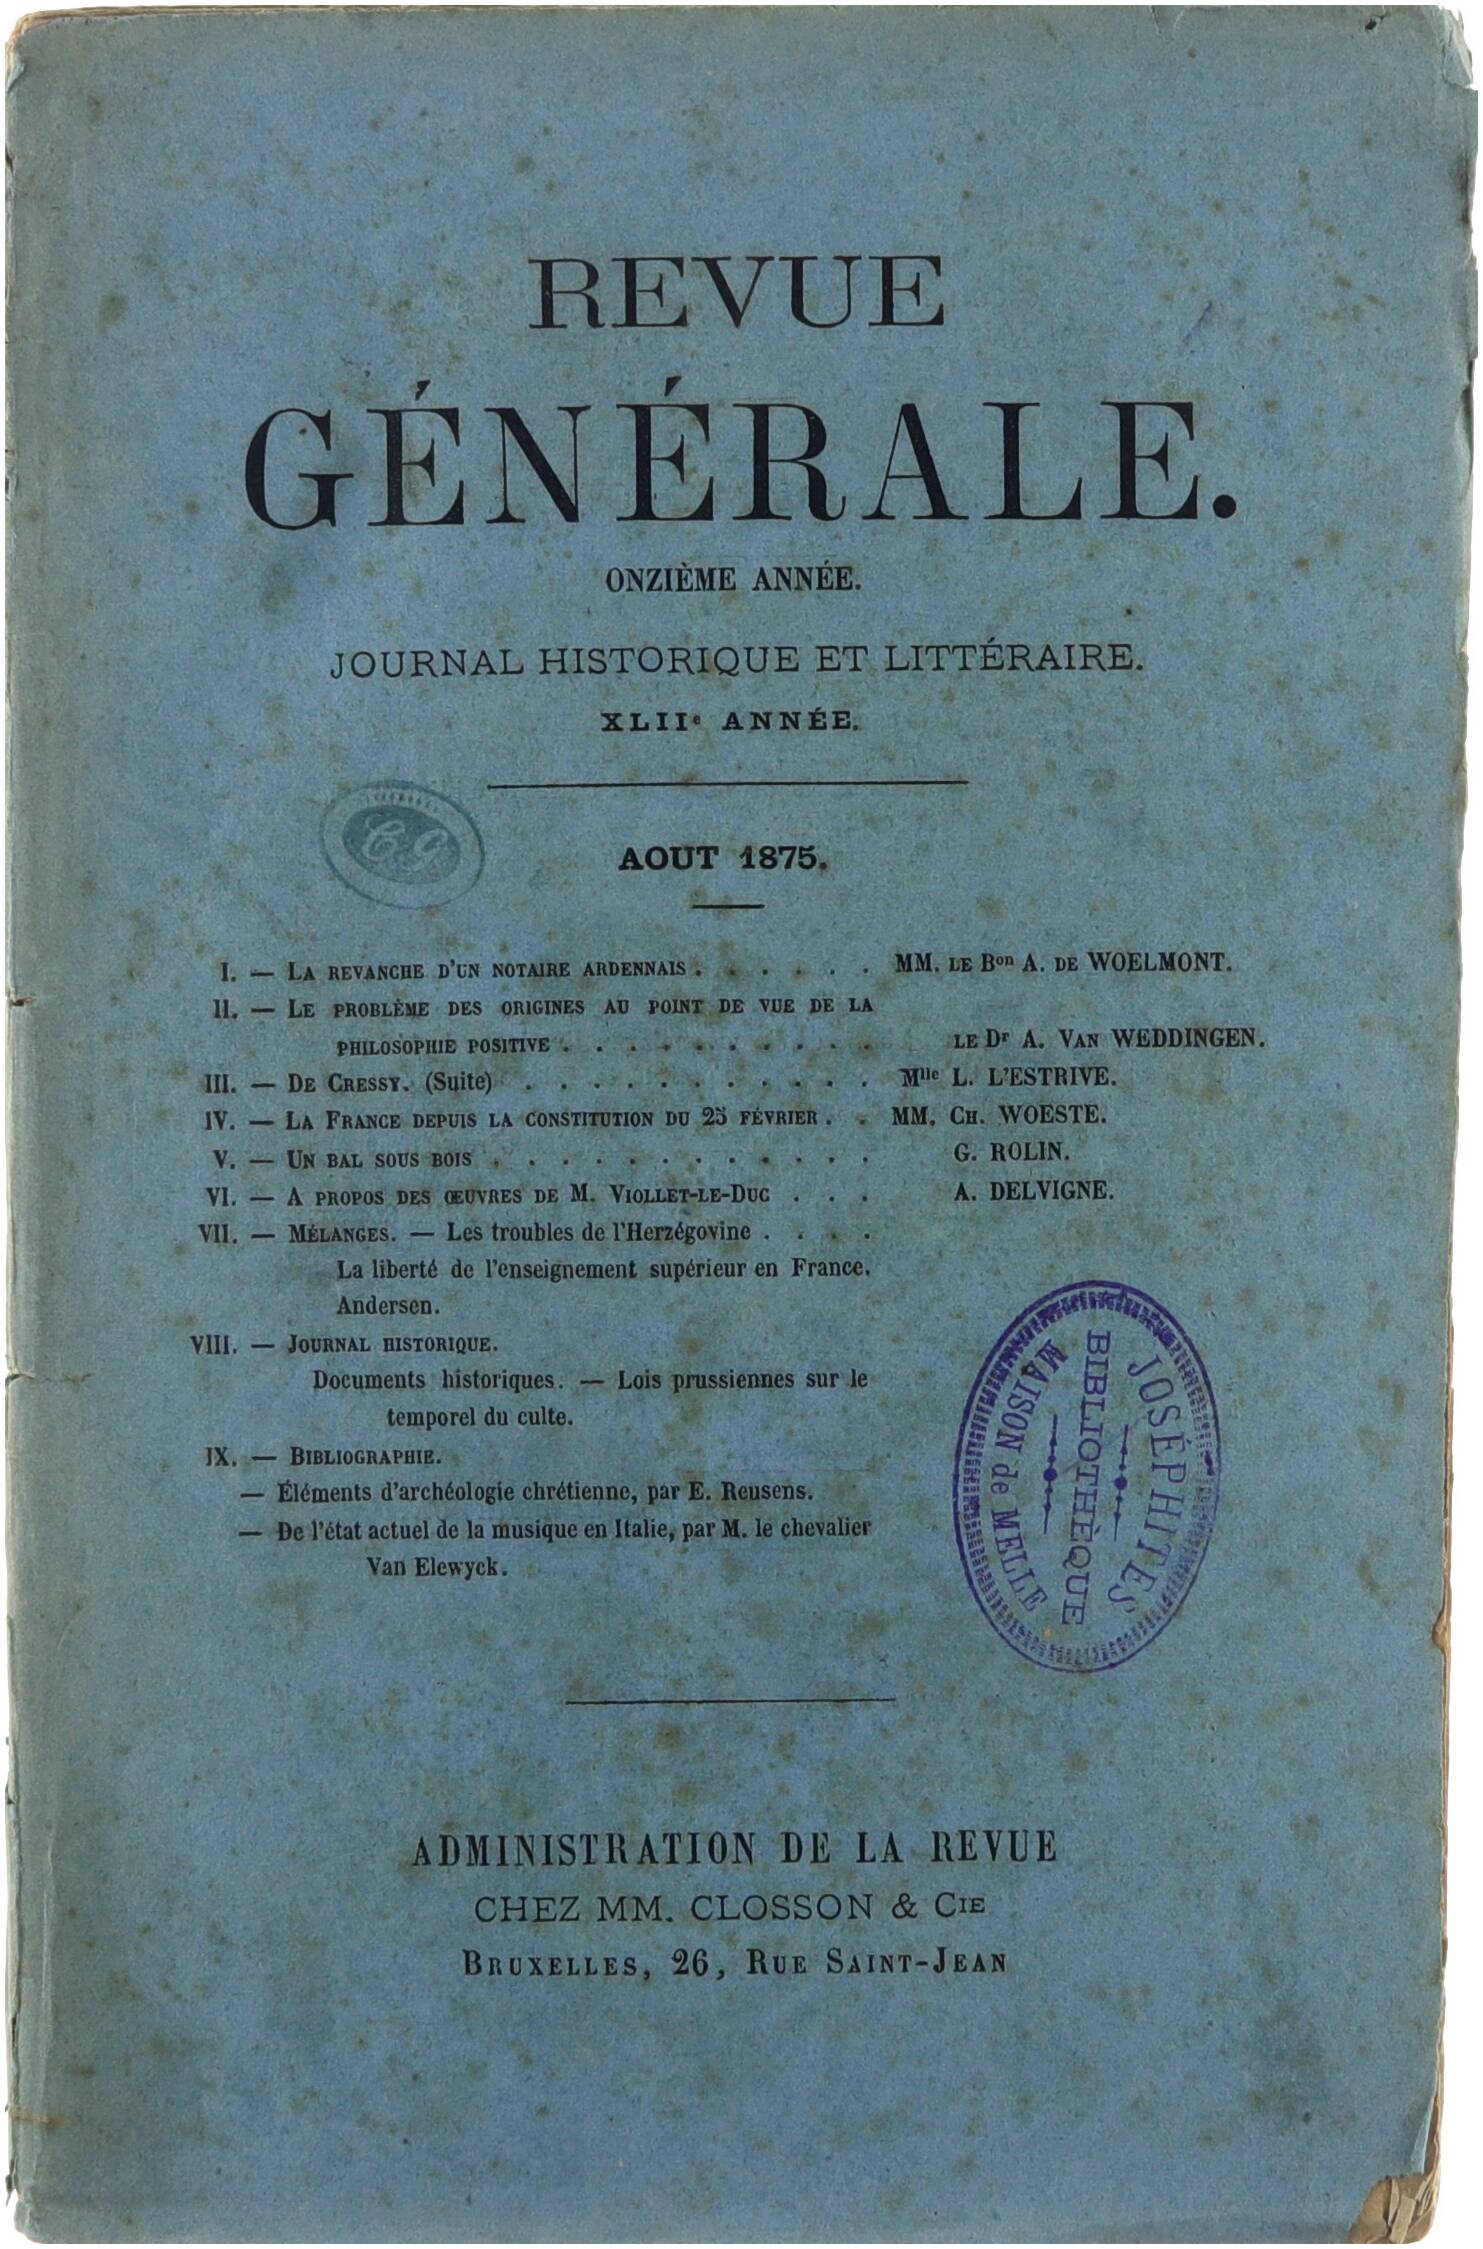 REVUE
GÉNÉRALE.
ONZIÈME ANNÉE.
JOURNAL HISTORIQUE ET LITTÉRAIRE.
XLIIe ANNÉE.
C G
AOUT 1875.
I. — LA REVANCHE D'UN NOTAIRE ARDENNAIS . . . . . . MM. LE Bon A. DE WOELMONT.
II. — LE PROBLÈME DES ORIGINES AU POINT DE VUE DE LA
PHILOSOPHIE POSITIVE . . . . . . . . . LE Dr A. VAN WEDDINGEN.
III. — DE CRESSY. (Suite) . . . . . . . . . . Mlle L. L'ESTRIVE.
IV. — LA FRANCE DEPUIS LA CONSTITUTION DU 25 FÉVRIER . . MM. CH. WOESTE.
V. — UN BAL SOUS BOIS . . . . . . . . . . . . G. ROLIN.
VI. — A PROPOS DES ŒUVRES DE M. VIOLLET-LE-DUC . . . A. DELVIGNE.
VII. — MÉLANGES. — Les troubles de l'Herzégovine . . . .
La liberté de l'enseignement supérieur en France.
Andersen.
VIII. — JOURNAL HISTORIQUE.
Documents historiques. — Lois prussiennes sur le
temporel du culte.
IX. — BIBLIOGRAPHIE.
— Éléments d'archéologie chrétienne, par E. Reusens.
— De l'état actuel de la musique en Italie, par M. le chevalier
Van Elewyck.
JOSÉPHITES
BIBLIOTHÈQUE
MAISON de MELLE
ADMINISTRATION DE LA REVUE
CHEZ MM. CLOSSON & CIE
BRUXELLES, 26, RUE SAINT-JEAN